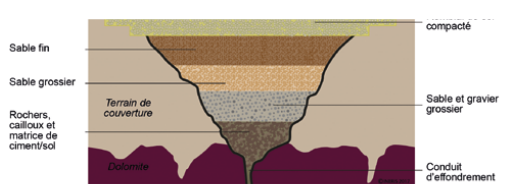 compacté
Sable fin
Sable grossier
Terrain de
couverture
Sable et gravier
grossier
Rochers,
cailloux et
matrice de
ciment/sol
Dolomite
Conduit
d'effondrement